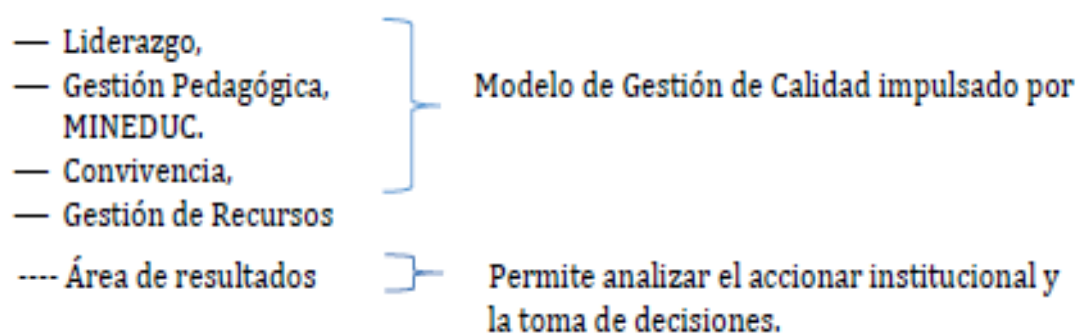 — Liderazgo,
— Gestión Pedagógica, Modelo de Gestión de Calidad impulsado por
MINEDUC.
— Convivencia,
— Gestión de Recursos
---- Área de resultados Permite analizar el accionar institucional y
la toma de decisiones.